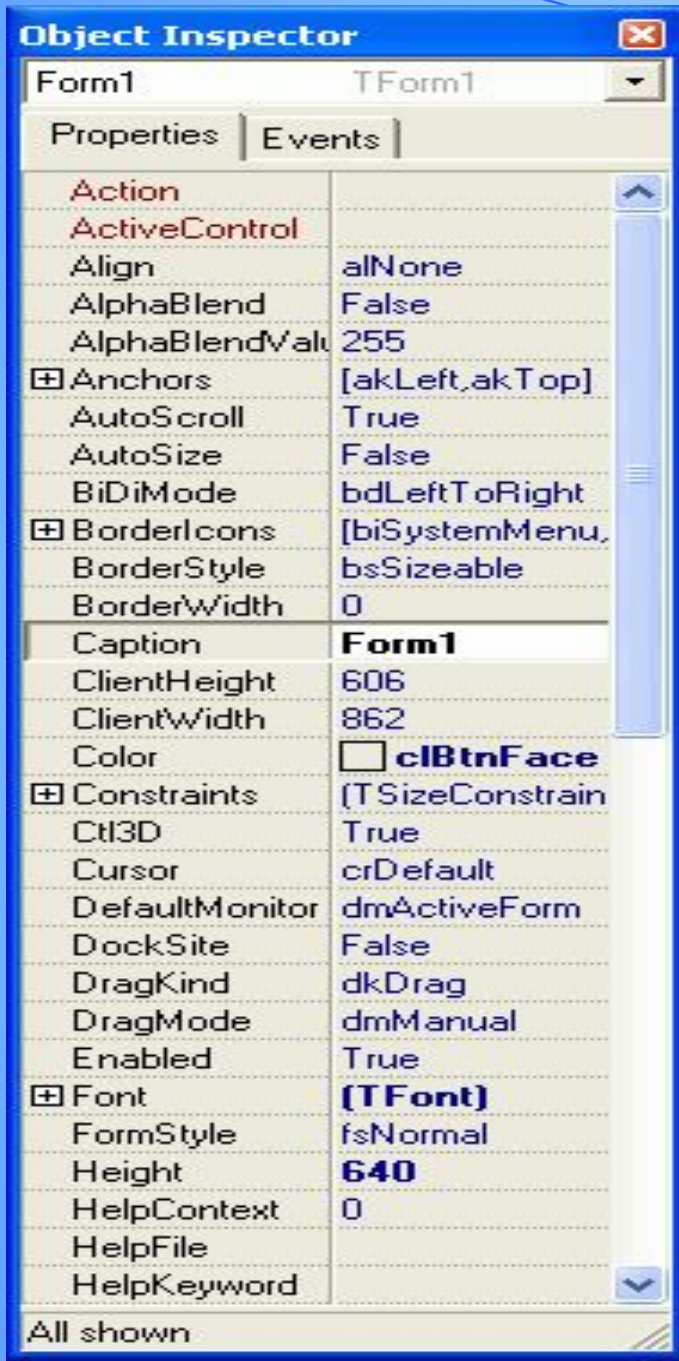 Object Inspector
Form1 TForm1
Properties Events
Action
ActiveControl
Align alNone
AlphaBlend False
AlphaBlendValu 255
Anchors [akLeft,akTop]
AutoScroll True
AutoSize False
BiDiMode bdLeftToRight
BorderIcons [biSystemMenu,
BorderStyle bsSizeable
BorderWidth 0
Caption Form1
ClientHeight 606
ClientWidth 862
Color clBtnFace
Constraints (TSizeConstrain
Ctl3D True
Cursor crDefault
DefaultMonitor dmActiveForm
DockSite False
DragKind dkDrag
DragMode dmManual
Enabled True
Font (TFont)
FormStyle fsNormal
Height 640
HelpContext 0
HelpFile
HelpKeyword
All shown